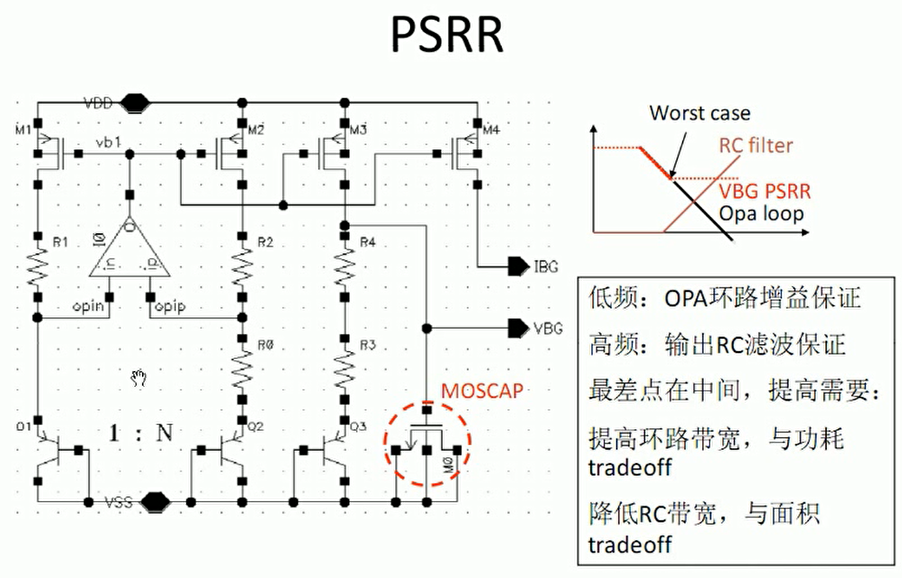 PSRR
VDD
M1
vb1
M2
M3
M4
Worst case
RC filter
VBG PSRR
Opa loop
R1
I0
in
ip
R2
R4
IBG
opin
opip
VBG
R0
R3
MOSCAP
Q1
1 : N
Q2
Q3
M0
VSS
低频：OPA环路增益保证
高频：输出RC滤波保证
最差点在中间，提高需要：
提高环路带宽，与功耗
tradeoff
降低RC带宽，与面积
tradeoff